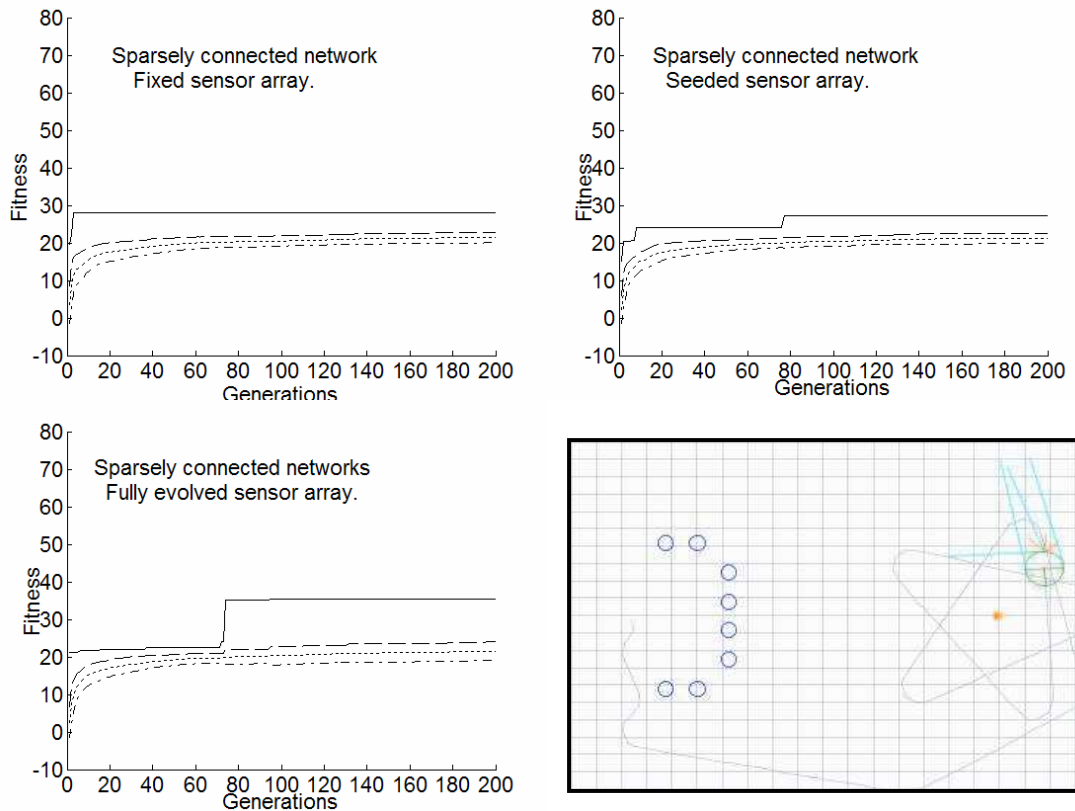 80
70
60
50
40
30
20
10
0
-10
Fitness
Sparsely connected network
Fixed sensor array.
0 20 40 60 80 100 120 140 160 180 200
Generations
80
70
60
50
40
30
20
10
0
-10
Fitness
Sparsely connected network
Seeded sensor array.
0 20 40 60 80 100 120 140 160 180 200
Generations
80
70
60
50
40
30
20
10
0
-10
Fitness
Sparsely connected networks
Fully evolved sensor array.
0 20 40 60 80 100 120 140 160 180 200
Generations